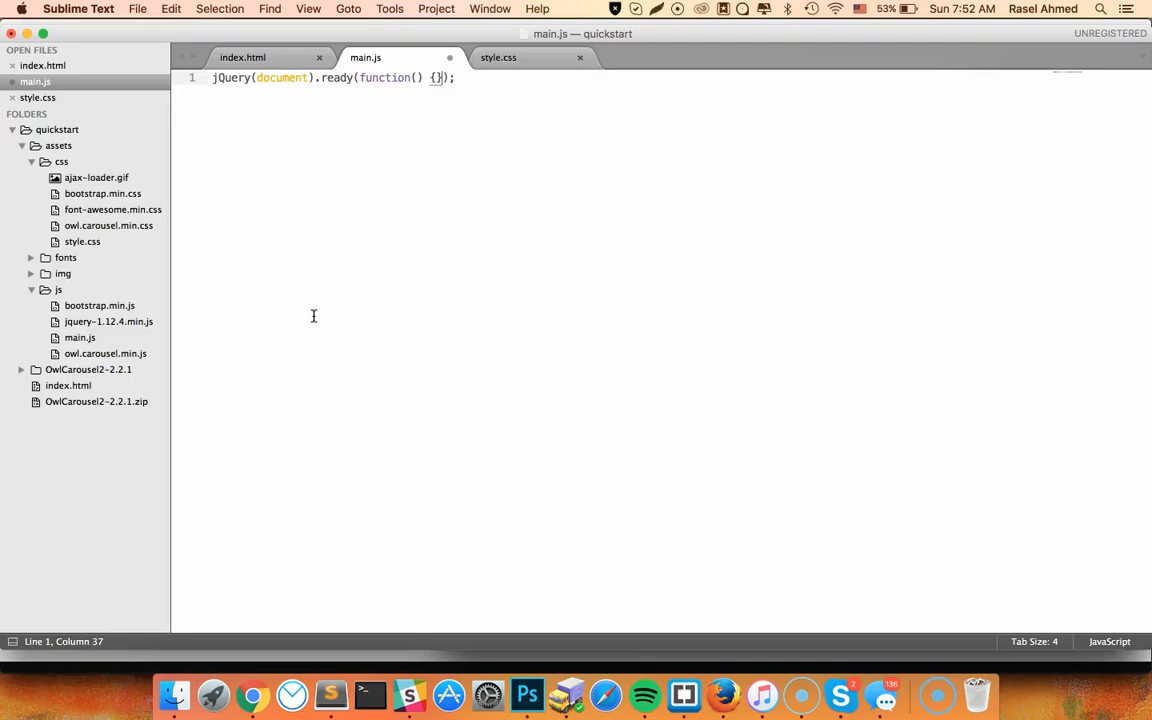 Sublime Text File Edit Selection Find View Goto Tools Project Window Help 53% Sun 7:52 AM Rasel Ahmed
main.js — quickstart UNREGISTERED
OPEN FILES
index.html
main.js
style.css
FOLDERS
quickstart
assets
css
ajax-loader.gif
bootstrap.min.css
font-awesome.min.css
owl.carousel.min.css
style.css
fonts
img
js
bootstrap.min.js
jquery-1.12.4.min.js
main.js
owl.carousel.min.js
OwlCarousel2-2.2.1
index.html
OwlCarousel2-2.2.1.zip
index.html main.js style.css
1 jQuery(document).ready(function() {});
Line 1, Column 37 Tab Size: 4 JavaScript
S Ps S 2 136